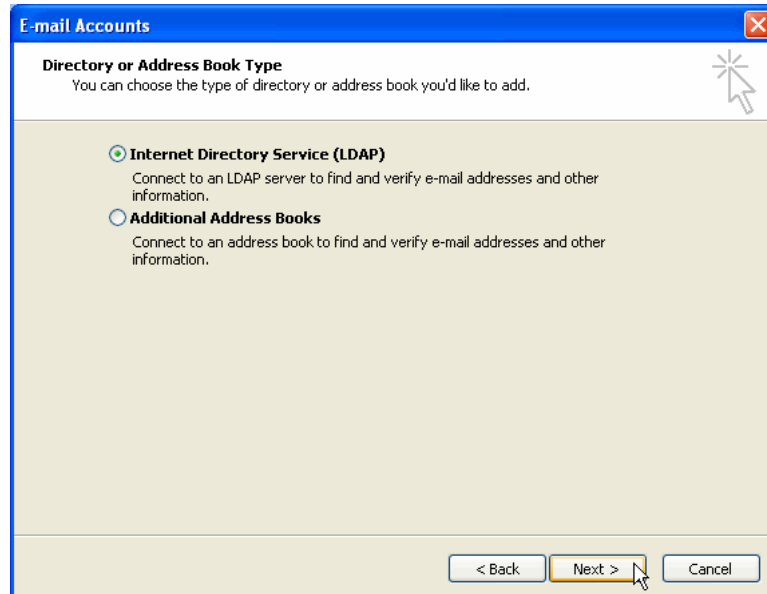 E-mail Accounts
Directory or Address Book Type
You can choose the type of directory or address book you'd like to add.
Internet Directory Service (LDAP)
Connect to an LDAP server to find and verify e-mail addresses and other
information.
Additional Address Books
Connect to an address book to find and verify e-mail addresses and other
information.
< Back Next > Cancel